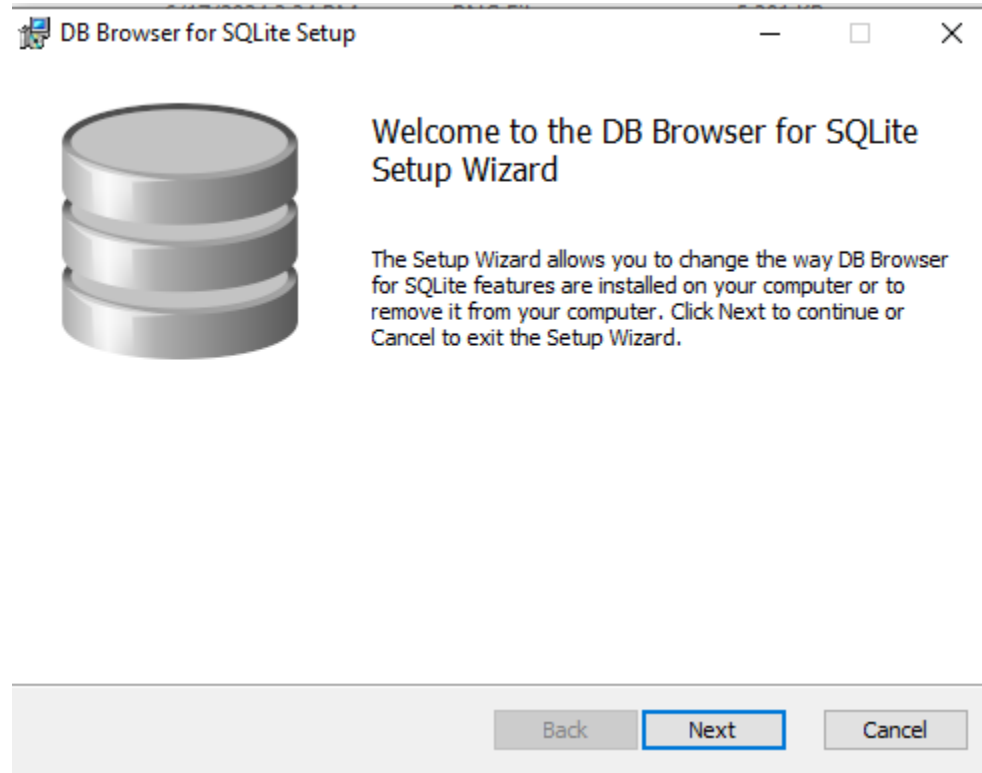 DB Browser for SQLite Setup
Welcome to the DB Browser for SQLite
Setup Wizard
The Setup Wizard allows you to change the way DB Browser
for SQLite features are installed on your computer or to
remove it from your computer. Click Next to continue or
Cancel to exit the Setup Wizard.
Back Next Cancel